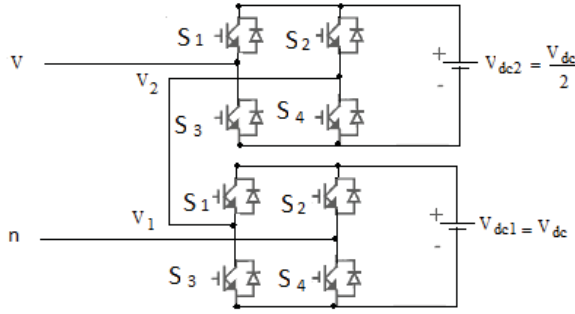 S1 S2
V
V2
+
-
Vdc2 = Vdc/2
S3 S4
S1 S2
V1
+
-
Vdc1 = Vdc
n
S3 S4